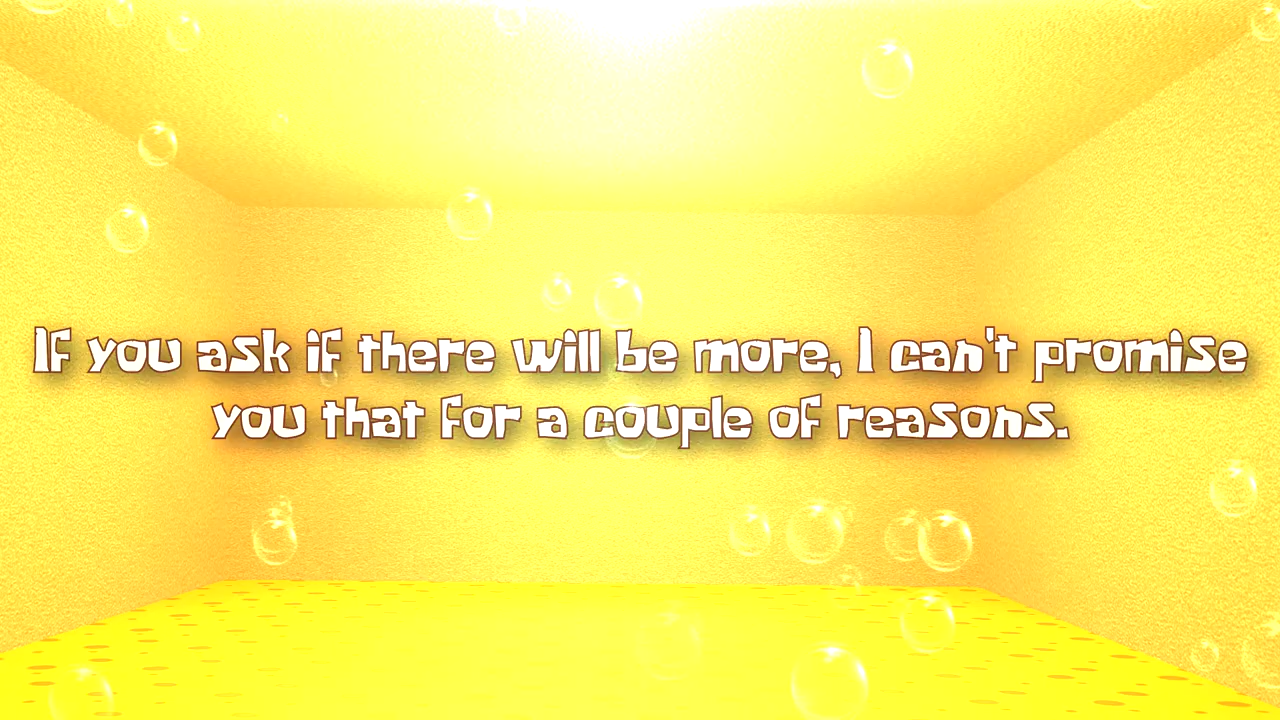 If you ask if there will be more, I can't promise
you that for a couple of reasons.